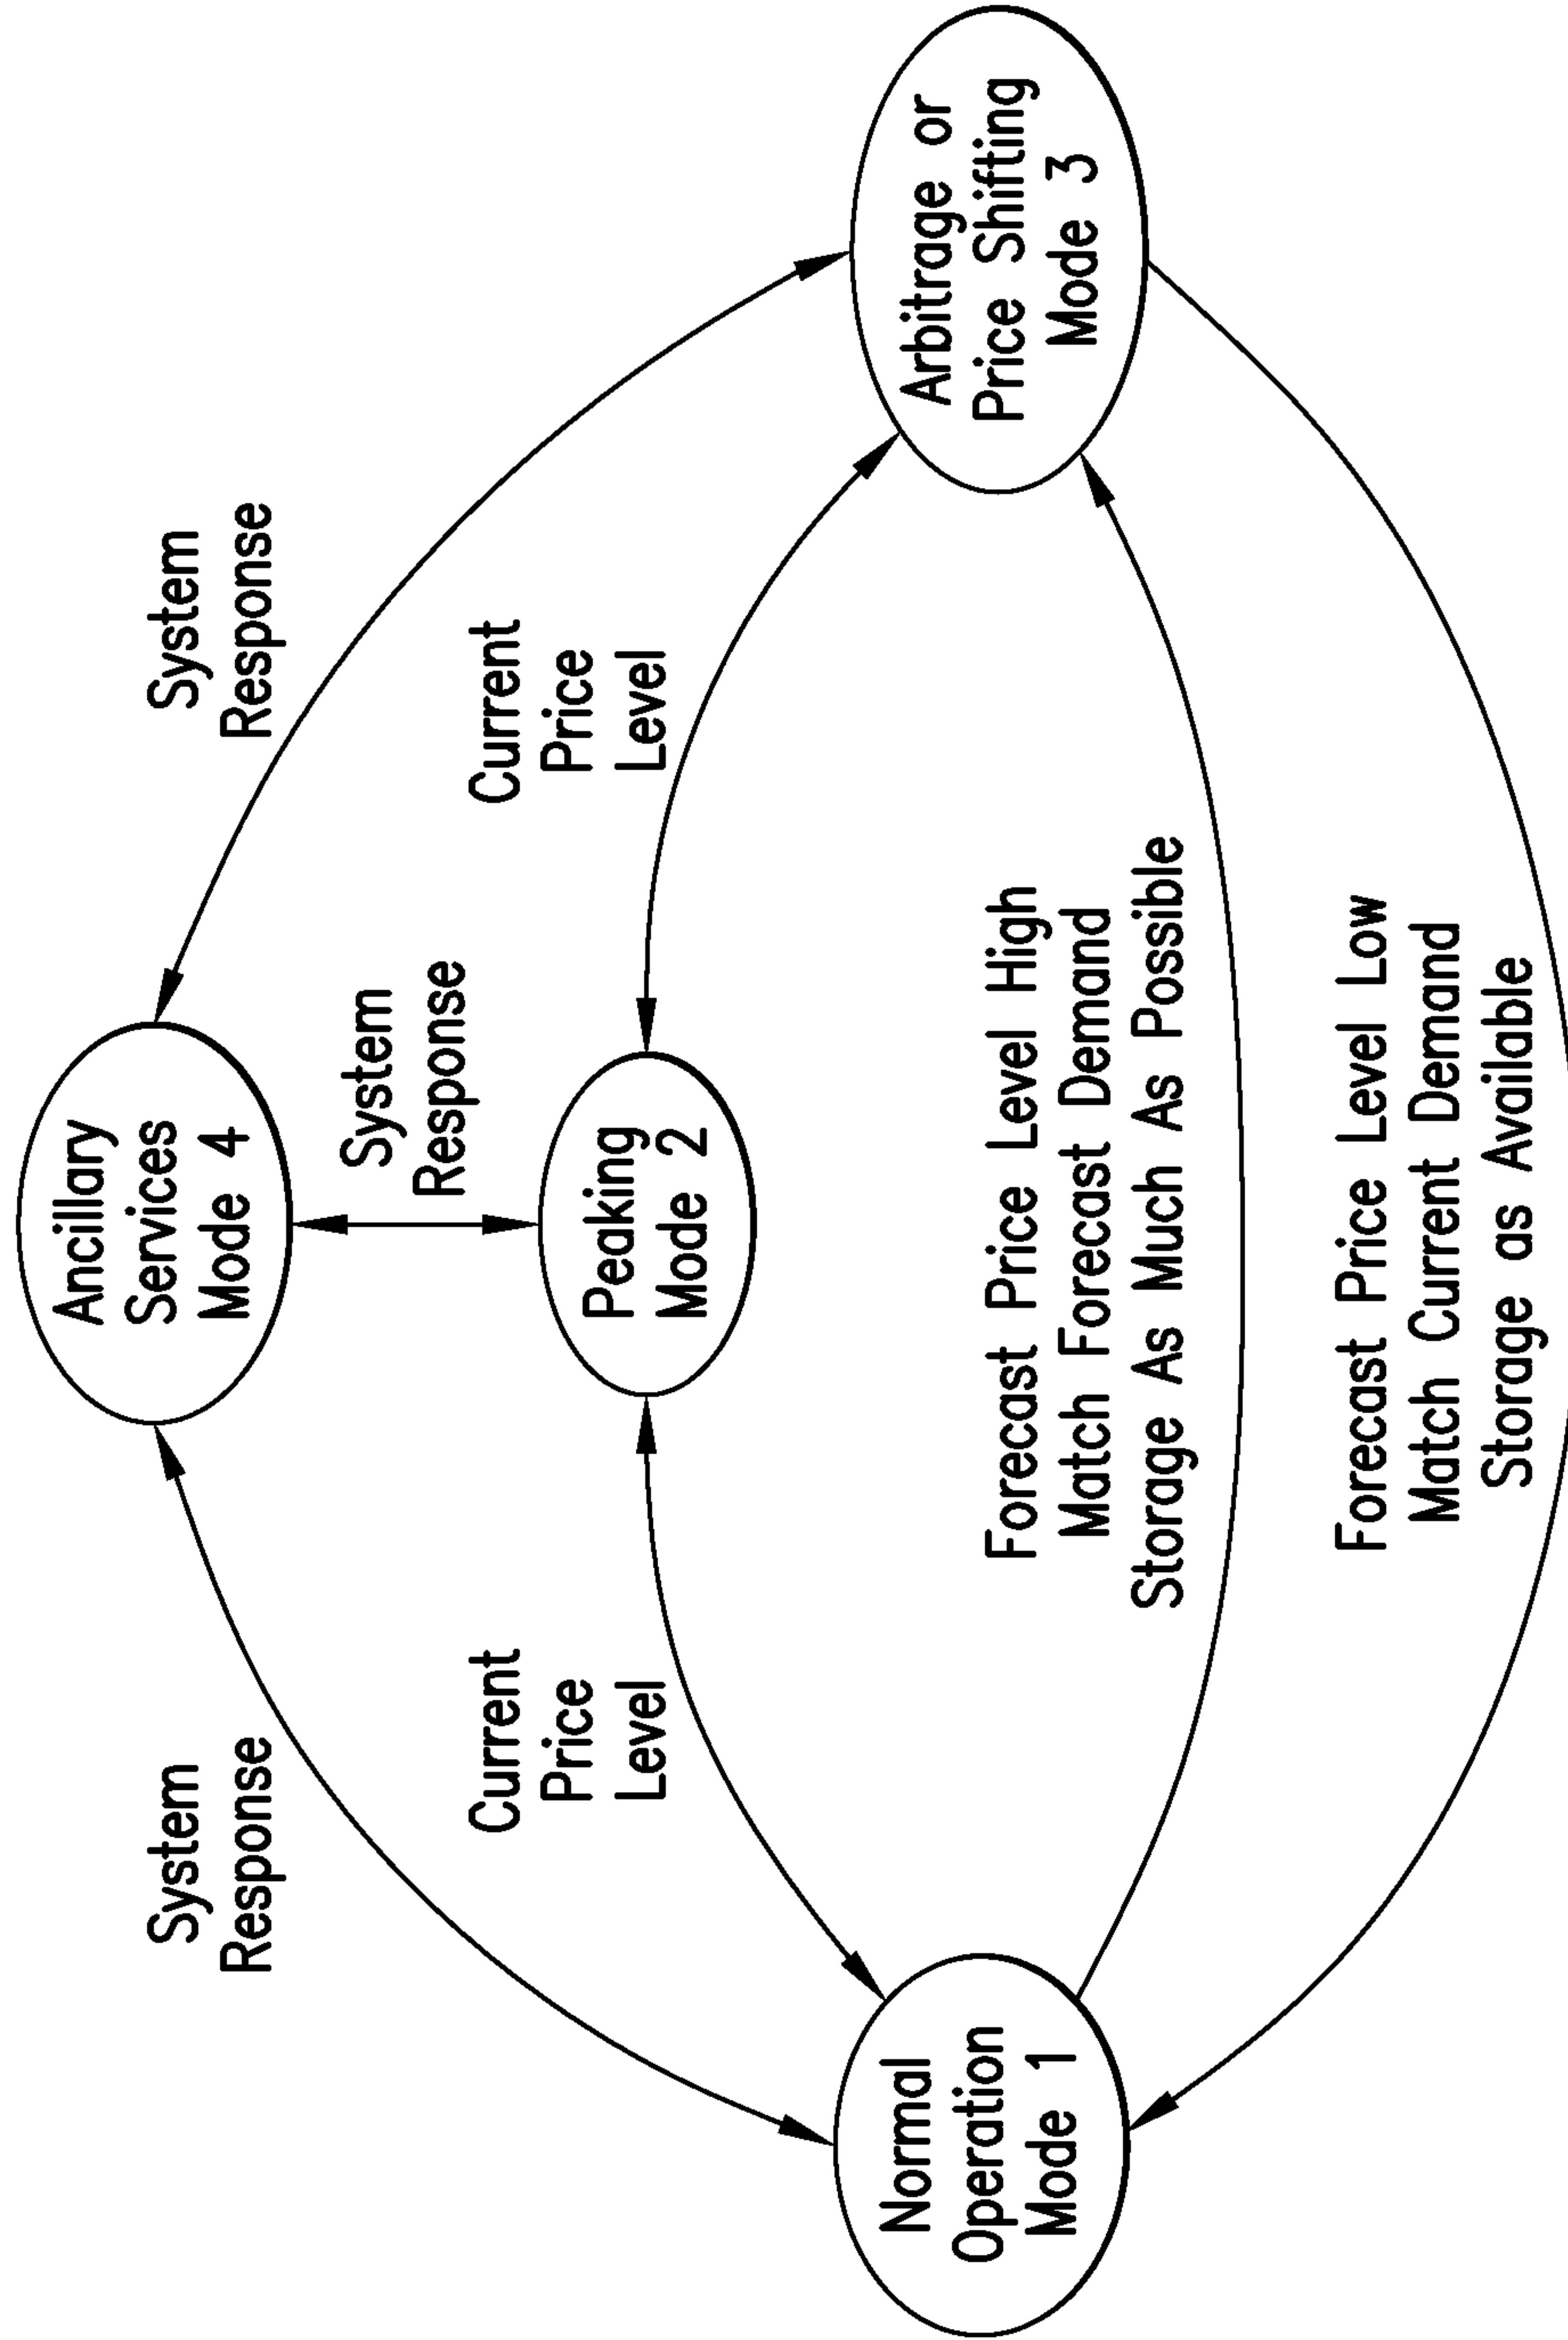 Ancillary
Services
Mode 4
System
Response
System
Response
System
Response
Peaking
Mode 2
Current
Price
Level
Current
Price
Level
Normal
Operation
Mode 1
Arbitrage or
Price Shifting
Mode 3
Forecast Price Level High
Match Forecast Demand
Storage As Much As Possible
Forecast Price Level Low
Match Current Demand
Storage as Available